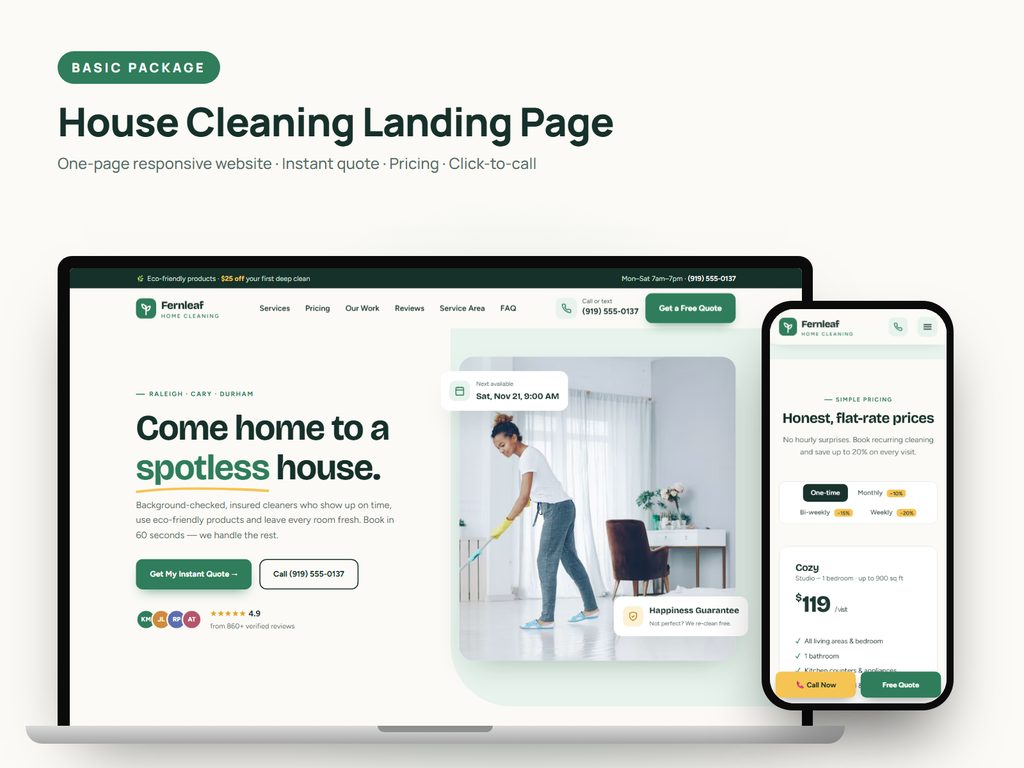 BASIC PACKAGE
House Cleaning Landing Page
One-page responsive website · Instant quote · Pricing · Click-to-call
🌿 Eco-friendly products · $25 off your first deep clean
Mon–Sat 7am–7pm · (919) 555-0137
Fernleaf
HOME CLEANING
Services Pricing Our Work Reviews Service Area FAQ
Call or text
(919) 555-0137
Get a Free Quote
Next available
Sat, Nov 21, 9:00 AM
— RALEIGH · CARY · DURHAM
Come home to a
spotless house.
Background-checked, insured cleaners who show up on time,
use eco-friendly products and leave every room fresh. Book in
60 seconds — we handle the rest.
Get My Instant Quote →
Call (919) 555-0137
KM JL RP AT
★★★★★ 4.9
from 860+ verified reviews
Happiness Guarantee
Not perfect? We re-clean free.
Fernleaf
HOME CLEANING
— SIMPLE PRICING
Honest, flat-rate prices
No hourly surprises. Book recurring cleaning
and save up to 20% on every visit.
One-time Monthly −10%
Bi-weekly −15% Weekly −20%
Cozy
Studio – 1 bedroom · up to 900 sq ft
$119 / visit
✓ All living areas & bedroom
✓ 1 bathroom
✓ Kitchen counters & appliances
📞 Call Now
Free Quote